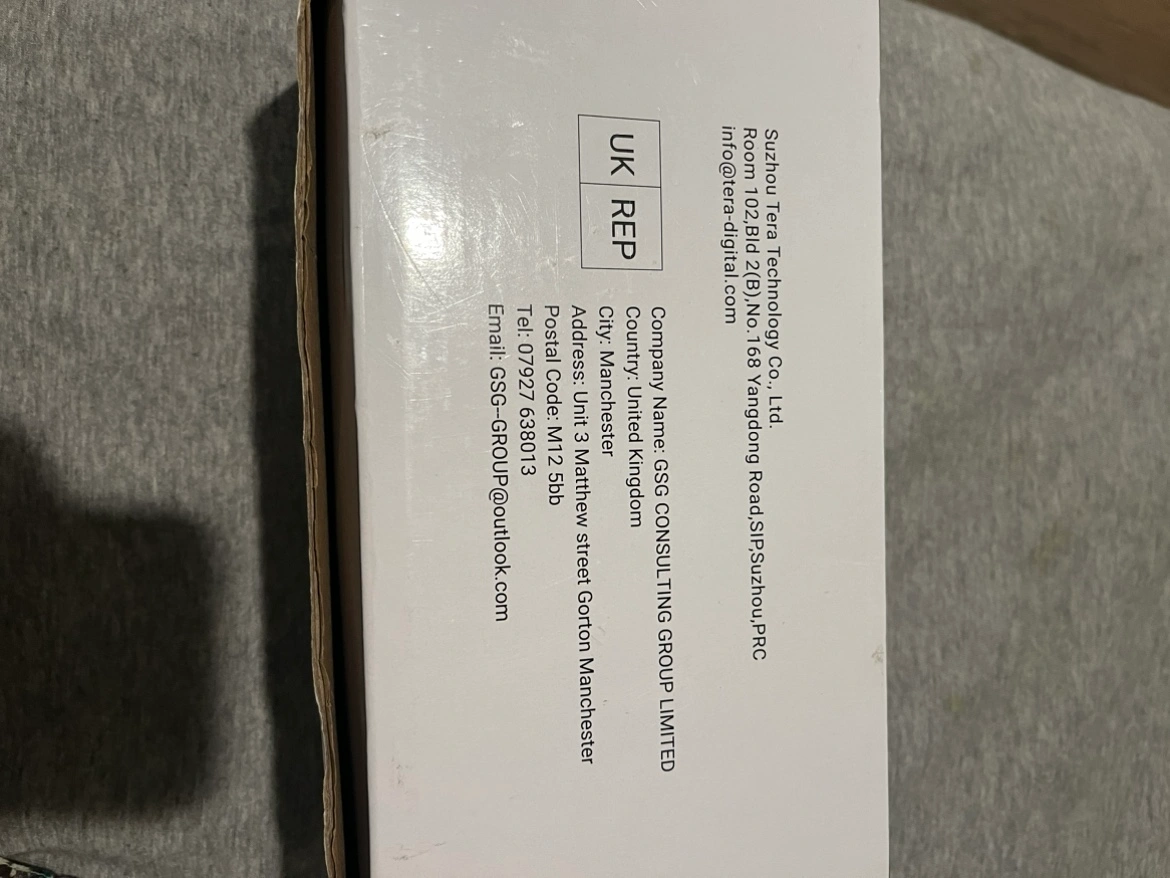 Suzhou Tera Technology Co., Ltd.
Room 102,Bld 2(B),No.168 Yangdong Road,SIP,Suzhou,PRC
info@tera-digital.com
UK REP
Company Name: GSG CONSULTING GROUP LIMITED
Country: United Kingdom
City: Manchester
Address: Unit 3 Matthew street Gorton Manchester
Postal Code: M12 5bb
Tel: 07927 638013
Email: GSG--GROUP@outlook.com